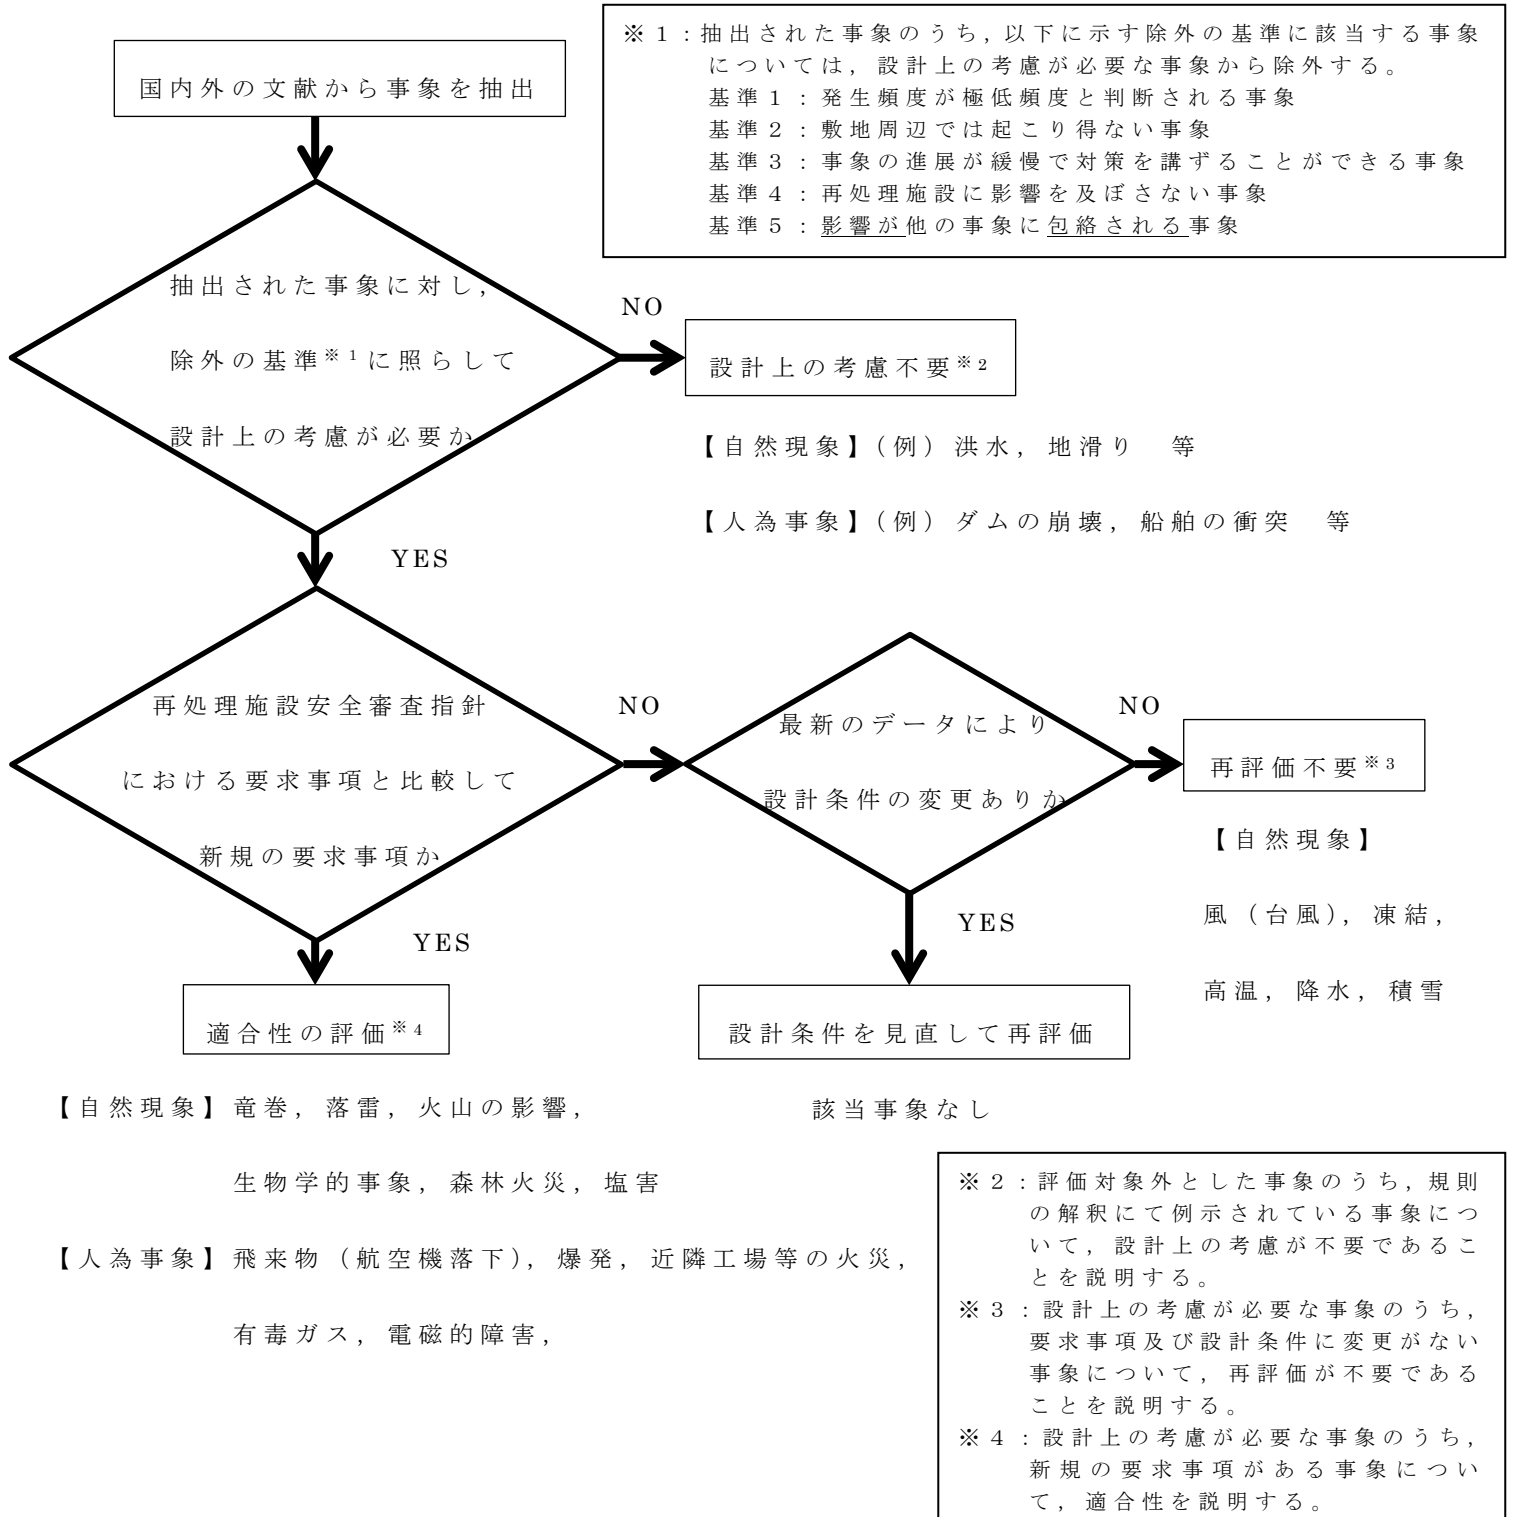 国内外の文献から事象を抽出
※1：抽出された事象のうち，以下に示す除外の基準に該当する事象
については，設計上の考慮が必要な事象から除外する。
基準1：発生頻度が極低頻度と判断される事象
基準2：敷地周辺では起こり得ない事象
基準3：事象の進展が緩慢で対策を講ずることができる事象
基準4：再処理施設に影響を及ぼさない事象
基準5：影響が他の事象に包絡される事象
抽出された事象に対し，
除外の基準※1に照らして
設計上の考慮が必要か
NO
設計上の考慮不要※2
【自然現象】（例）洪水，地滑り　等
【人為事象】（例）ダムの崩壊，船舶の衝突　等
YES
再処理施設安全審査指針
における要求事項と比較して
新規の要求事項か
NO
最新のデータにより
設計条件の変更ありか
NO
再評価不要※3
【自然現象】
風（台風），凍結，
高温，降水，積雪
YES
YES
適合性の評価※4
設計条件を見直して再評価
【自然現象】竜巻，落雷，火山の影響，
生物学的事象，森林火災，塩害
【人為事象】飛来物（航空機落下），爆発，近隣工場等の火災，
有毒ガス，電磁的障害，
該当事象なし
※2：評価対象外とした事象のうち，規則
の解釈にて例示されている事象につ
いて，設計上の考慮が不要であるこ
とを説明する。
※3：設計上の考慮が必要な事象のうち，
要求事項及び設計条件に変更がない
事象について，再評価が不要である
ことを説明する。
※4：設計上の考慮が必要な事象のうち，
新規の要求事項がある事象につい
て，適合性を説明する。